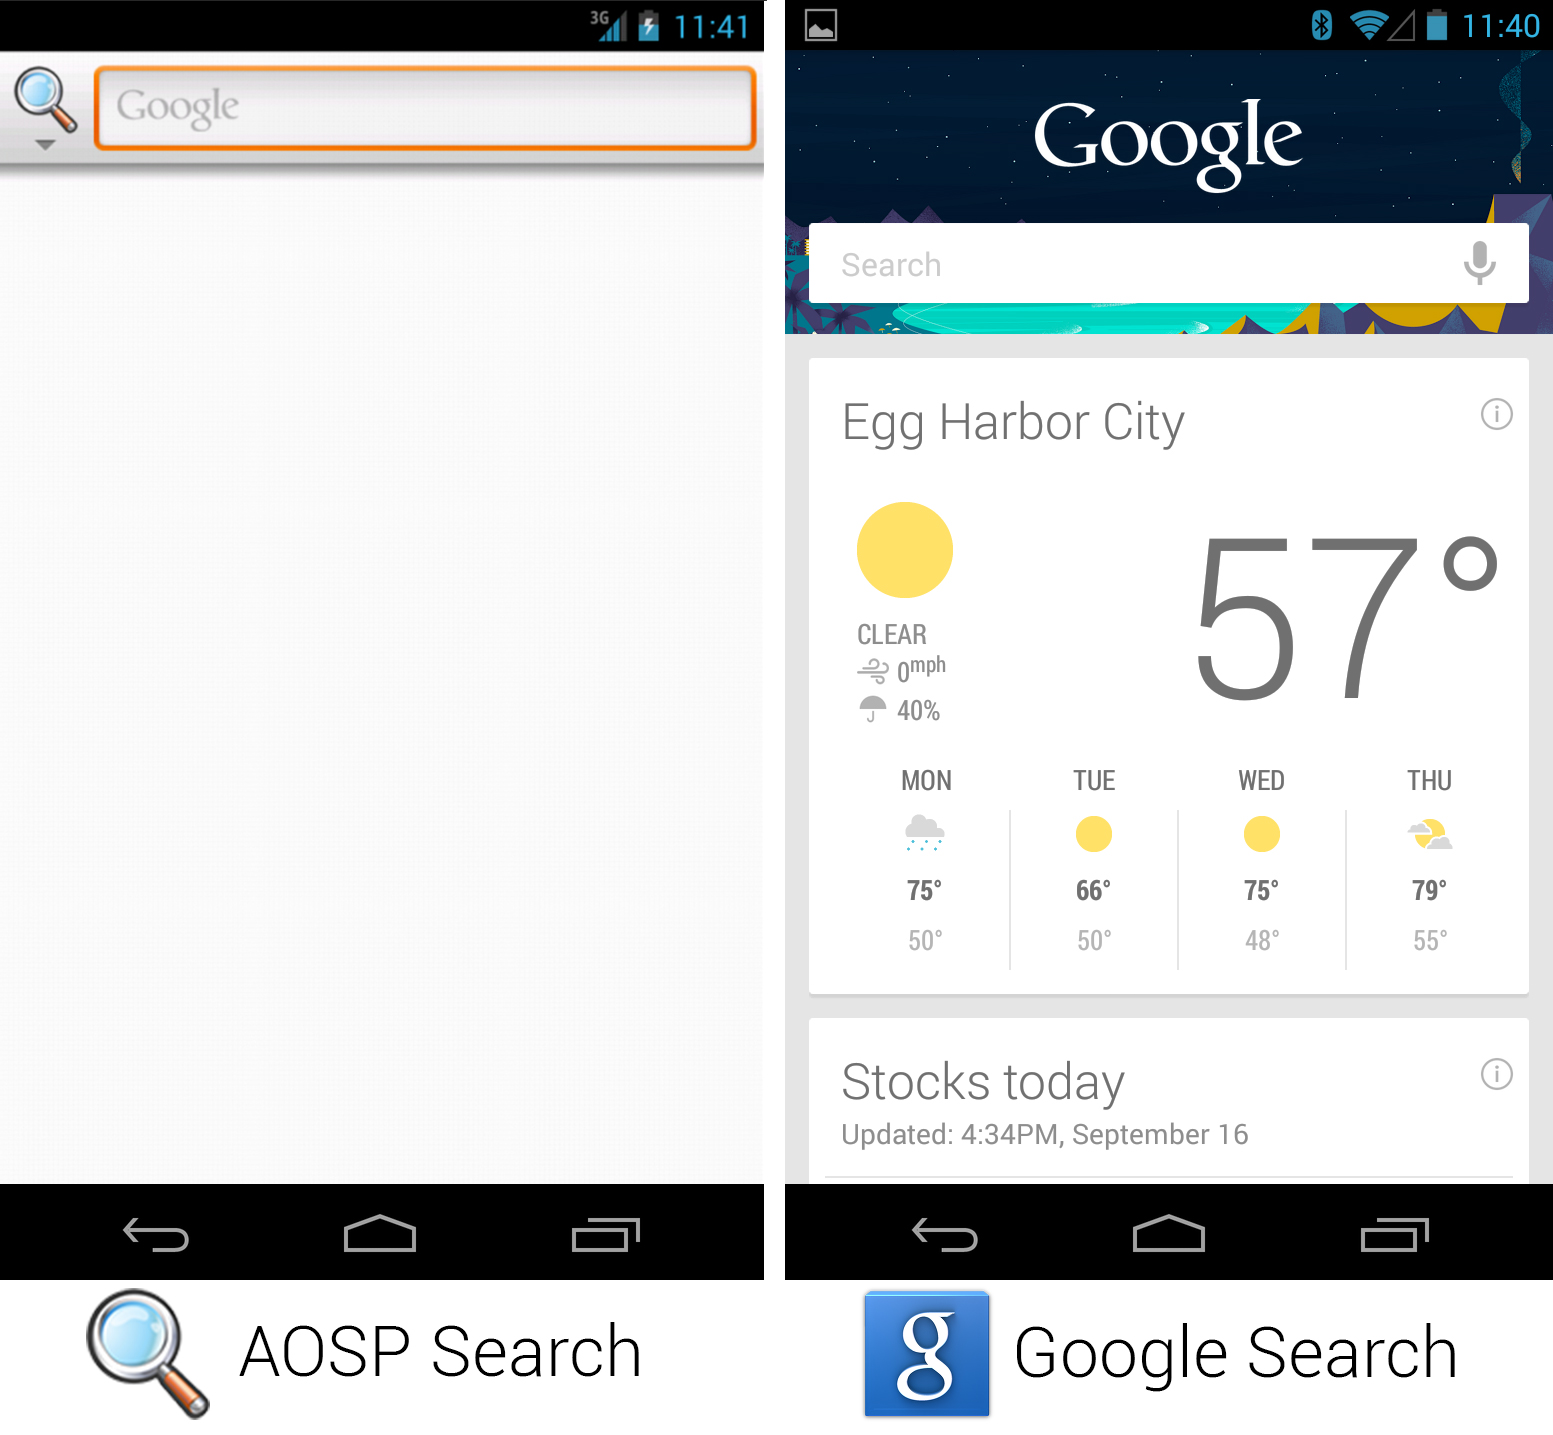 3G 11:41
Google
AOSP Search
11:40
Google
Search
Egg Harbor City
57°
CLEAR
0mph
40%
MON TUE WED THU
75° 66° 75° 79°
50° 50° 48° 55°
Stocks today
Updated: 4:34PM, September 16
g Google Search